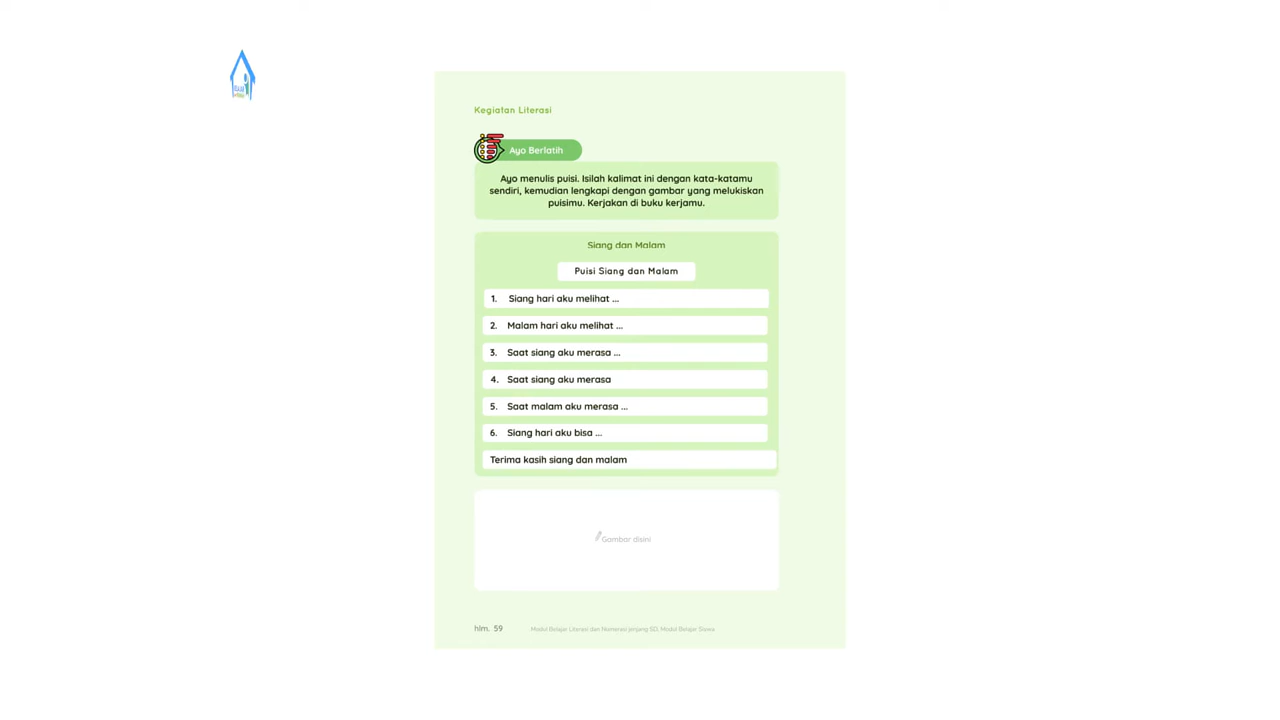 Kegiatan Literasi
Ayo Berlatih
Ayo menulis puisi. Isilah kalimat ini dengan kata-katamu
sendiri, kemudian lengkapi dengan gambar yang melukiskan
puisimu. Kerjakan di buku kerjamu.
Siang dan Malam
Puisi Siang dan Malam
1. Siang hari aku melihat ...
2. Malam hari aku melihat ...
3. Saat siang aku merasa ...
4. Saat siang aku merasa
5. Saat malam aku merasa ...
6. Siang hari aku bisa ...
Terima kasih siang dan malam
Gambar disini
hlm. 59
Modul Belajar Literasi dan Numerasi jenjang SD, Modul Belajar Siswa